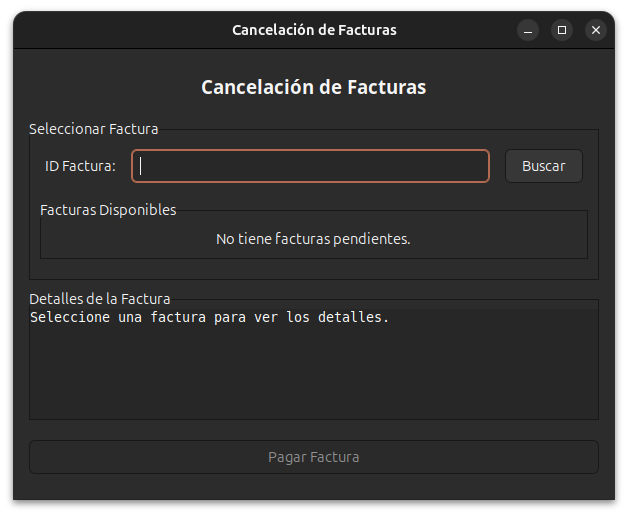 Cancelación de Facturas
Cancelación de Facturas
Seleccionar Factura
ID Factura:
Buscar
Facturas Disponibles
No tiene facturas pendientes.
Detalles de la Factura
Seleccione una factura para ver los detalles.
Pagar Factura